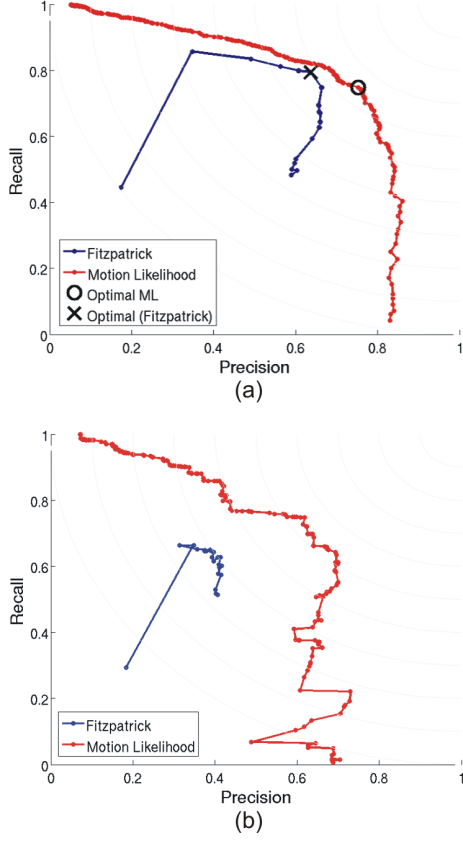 1
0.8
0.6
0.4
0.2
0
Recall
Fitzpatrick
Motion Likelihood
Optimal ML
Optimal (Fitzpatrick)
0 0.2 0.4 0.6 0.8 1
Precision
(a)
1
0.8
0.6
0.4
0.2
0
Recall
Fitzpatrick
Motion Likelihood
0 0.2 0.4 0.6 0.8 1
Precision
(b)